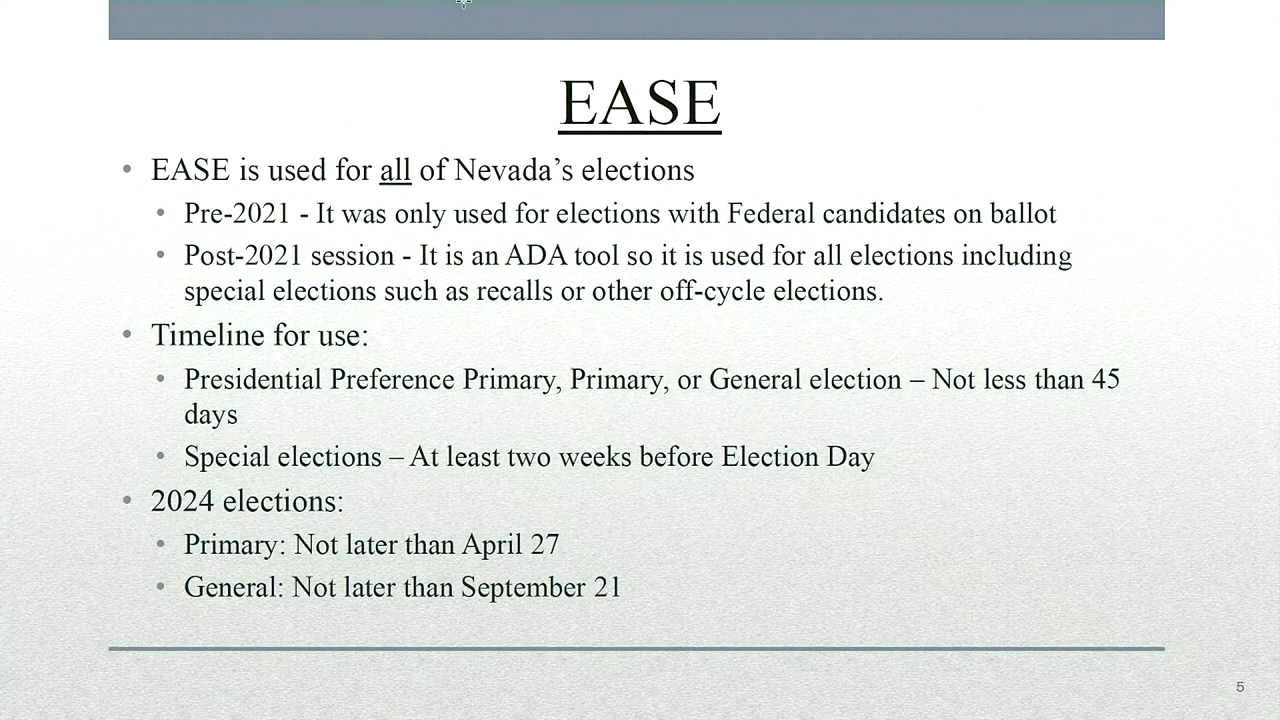 EASE
• EASE is used for all of Nevada’s elections
• Pre-2021 - It was only used for elections with Federal candidates on ballot
• Post-2021 session - It is an ADA tool so it is used for all elections including
special elections such as recalls or other off-cycle elections.
• Timeline for use:
• Presidential Preference Primary, Primary, or General election – Not less than 45
days
• Special elections – At least two weeks before Election Day
• 2024 elections:
• Primary: Not later than April 27
• General: Not later than September 21
5